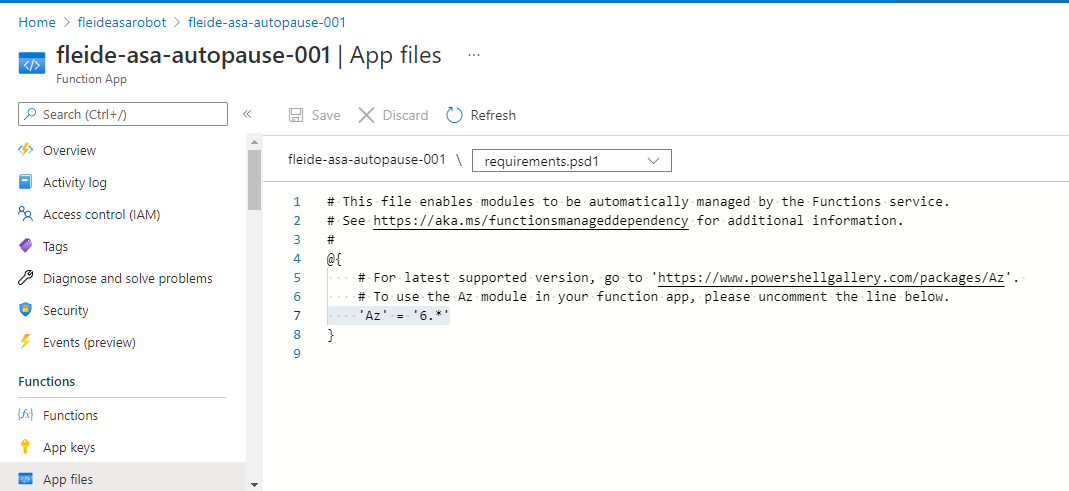 Home > fleideasarobot > fleide-asa-autopause-001
fleide-asa-autopause-001 | App files ...
Function App
Search (Ctrl+/)
«
Save
Discard
Refresh
Overview
Activity log
Access control (IAM)
Tags
Diagnose and solve problems
Security
Events (preview)
Functions
Functions
App keys
App files
fleide-asa-autopause-001 \ requirements.psd1
1 # This file enables modules to be automatically managed by the Functions service.
2 # See https://aka.ms/functionsmanageddependency for additional information.
3 #
4 @{
5 # For latest supported version, go to 'https://www.powershellgallery.com/packages/Az'.
6 # To use the Az module in your function app, please uncomment the line below.
7 'Az' = '6.*'
8 }
9